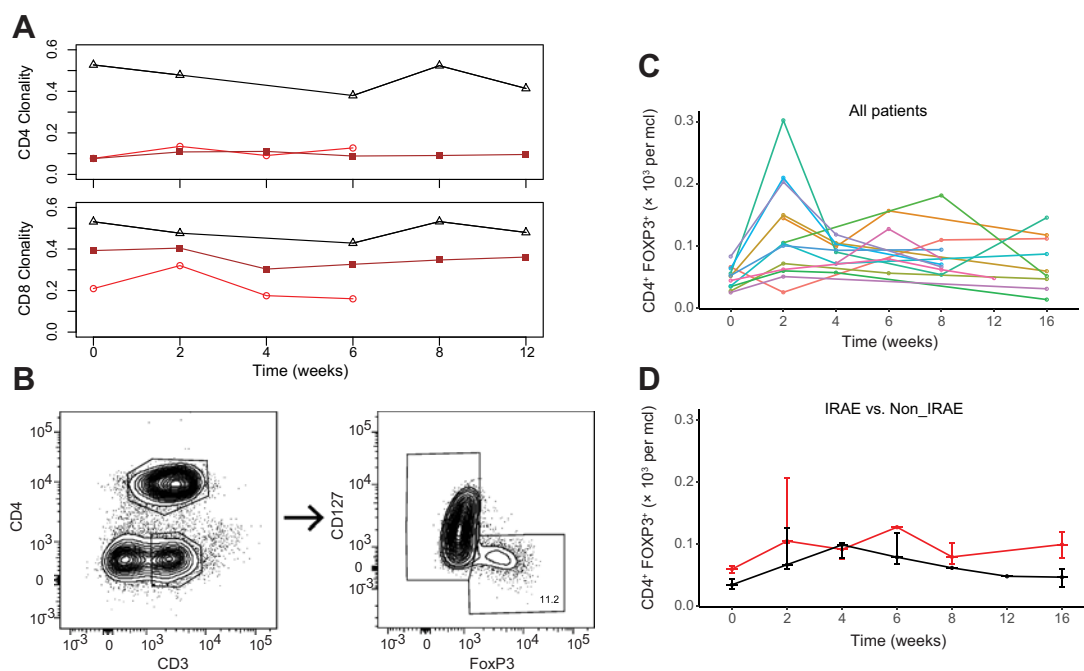 A
CD4 Clonality
0.6
0.4
0.2
0.0
CD8 Clonality
0.6
0.4
0.2
0.0
0 2 4 6 8 10 12
Time (weeks)
B
CD4
10⁵
10⁴
10³
0
10⁻³
10⁻³ 0 10³ 10⁴ 10⁵
CD3
CD127
10⁵
10⁴
10³
0
10⁻³
11.2
10⁻³ 0 10³ 10⁴ 10⁵
FoxP3
C
All patients
CD4⁺ FOXP3⁺ (× 10³ per mcl)
0.3
0.2
0.1
0.0
0 2 4 6 8 12 16
Time (weeks)
D
IRAE vs. Non_IRAE
CD4⁺ FOXP3⁺ (× 10³ per mcl)
0.3
0.2
0.1
0.0
0 2 4 6 8 12 16
Time (weeks)